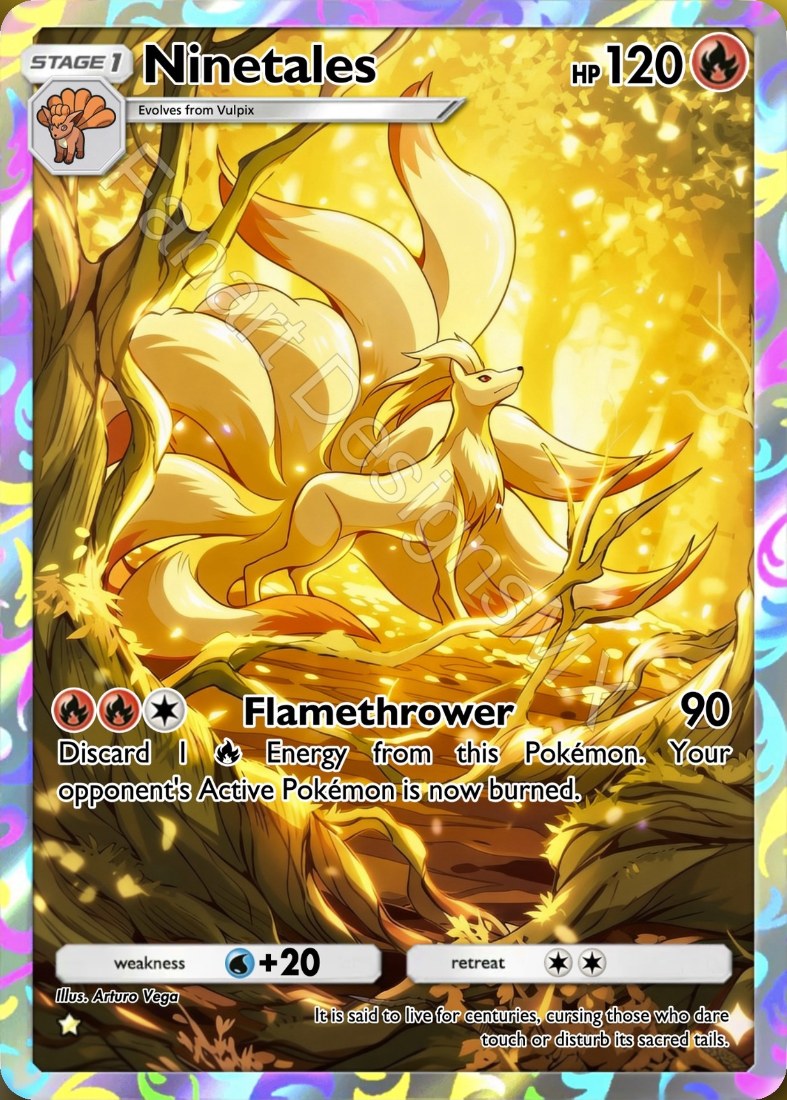 STAGE 1
Ninetales
HP 120
Evolves from Vulpix
Fanart DesignsMX
Flamethrower 90
Discard 1 Energy from this Pokémon. Your
opponent's Active Pokémon is now burned.
weakness +20 retreat
Illus. Arturo Vega
It is said to live for centuries, cursing those who dare
touch or disturb its sacred tails.